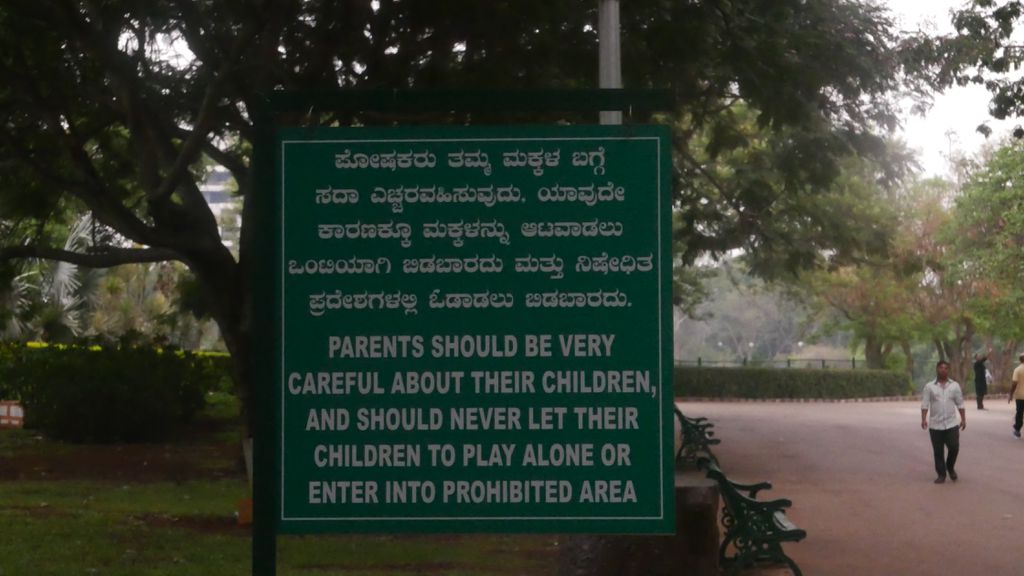 ಪೋಷಕರು ತಮ್ಮ ಮಕ್ಕಳ ಬಗ್ಗೆ
ಸದಾ ಎಚ್ಚರವಹಿಸುವುದು. ಯಾವುದೇ
ಕಾರಣಕ್ಕೂ ಮಕ್ಕಳನ್ನು ಆಟವಾಡಲು
ಒಂಟಿಯಾಗಿ ಬಿಡಬಾರದು ಮತ್ತು ನಿಷೇಧಿತ
ಪ್ರದೇಶಗಳಲ್ಲಿ ಓಡಾಡಲು ಬಿಡಬಾರದು.
PARENTS SHOULD BE VERY
CAREFUL ABOUT THEIR CHILDREN,
AND SHOULD NEVER LET THEIR
CHILDREN TO PLAY ALONE OR
ENTER INTO PROHIBITED AREA